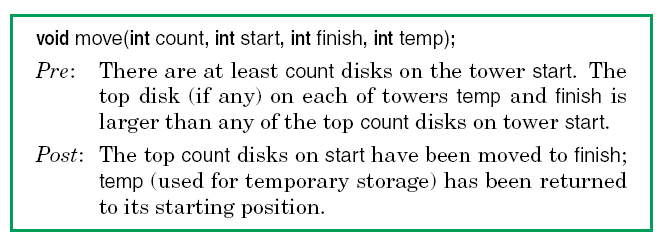 void move(int count, int start, int finish, int temp);
Pre: There are at least count disks on the tower start. The
top disk (if any) on each of towers temp and finish is
larger than any of the top count disks on tower start.
Post: The top count disks on start have been moved to finish;
temp (used for temporary storage) has been returned
to its starting position.